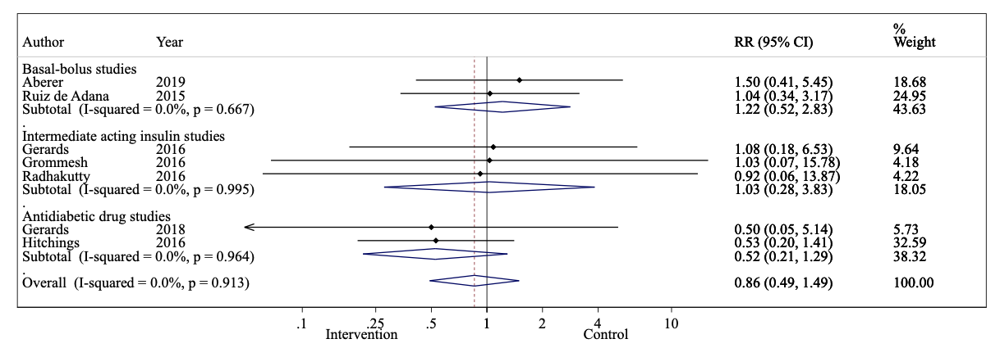 %
Author Year RR (95% CI) Weight
Basal-bolus studies
Aberer 2019 1.50 (0.41, 5.45) 18.68
Ruiz de Adana 2015 1.04 (0.34, 3.17) 24.95
Subtotal (I-squared = 0.0%, p = 0.667) 1.22 (0.52, 2.83) 43.63
.
Intermediate acting insulin studies
Gerards 2016 1.08 (0.18, 6.53) 9.64
Grommesh 2016 1.03 (0.07, 15.78) 4.18
Radhakutty 2016 0.92 (0.06, 13.87) 4.22
Subtotal (I-squared = 0.0%, p = 0.995) 1.03 (0.28, 3.83) 18.05
.
Antidiabetic drug studies
Gerards 2018 0.50 (0.05, 5.14) 5.73
Hitchings 2016 0.53 (0.20, 1.41) 32.59
Subtotal (I-squared = 0.0%, p = 0.964) 0.52 (0.21, 1.29) 38.32
.
Overall (I-squared = 0.0%, p = 0.913) 0.86 (0.49, 1.49) 100.00
.1 .25 .5 1 2 4 10
Intervention Control